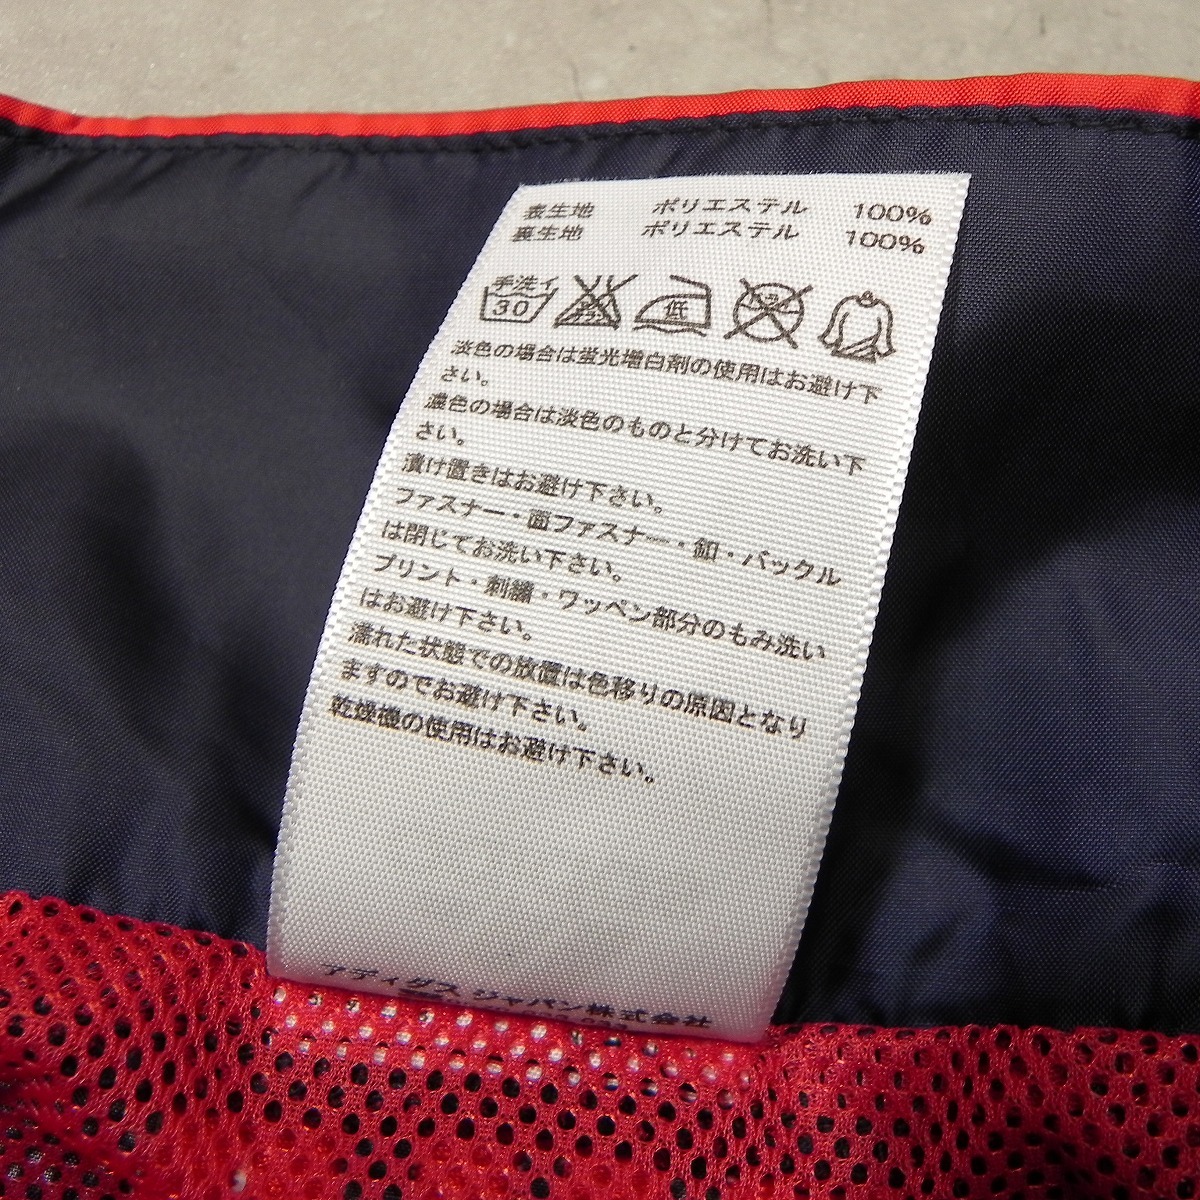 表生地 ポリエステル 100%
裏生地 ポリエステル 100%
手洗イ
30
低
淡色の場合は蛍光増白剤の使用はお避け下
さい。
濃色の場合は淡色のものと分けてお洗い下
さい。
漬け置きはお避け下さい。
ファスナー・面ファスナー・釦・バックル
は閉じてお洗い下さい。
プリント・刺繍・ワッペン部分のもみ洗い
はお避け下さい。
濡れた状態での放置は色移りの原因となり
ますのでお避け下さい。
乾燥機の使用はお避け下さい。
アディダス ジャパン株式会社